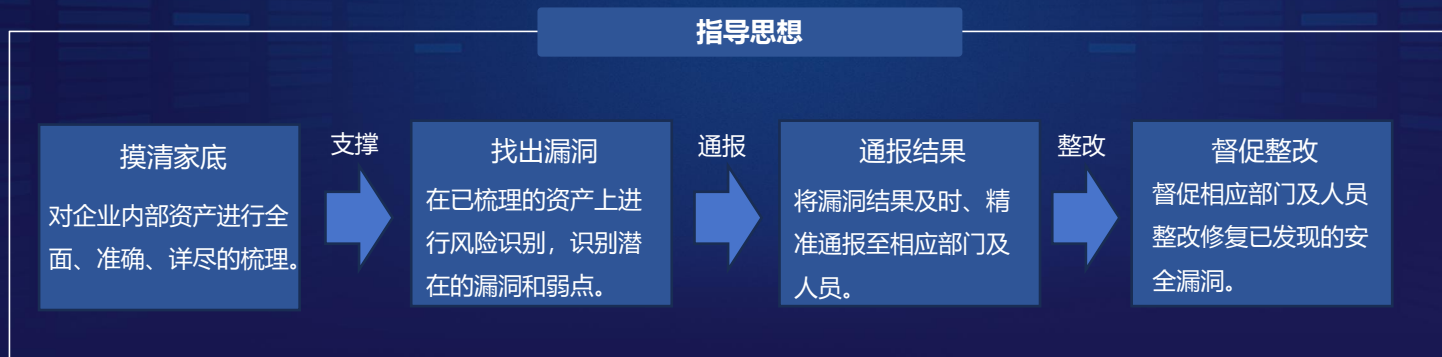 指导思想
摸清家底
对企业内部资产进行全
面、准确、详尽的梳理。
支撑
找出漏洞
在已梳理的资产上进
行风险识别，识别潜
在的漏洞和弱点。
通报
通报结果
将漏洞结果及时、精
准通报至相应部门及
人员。
整改
督促整改
督促相应部门及人员
整改修复已发现的安
全漏洞。